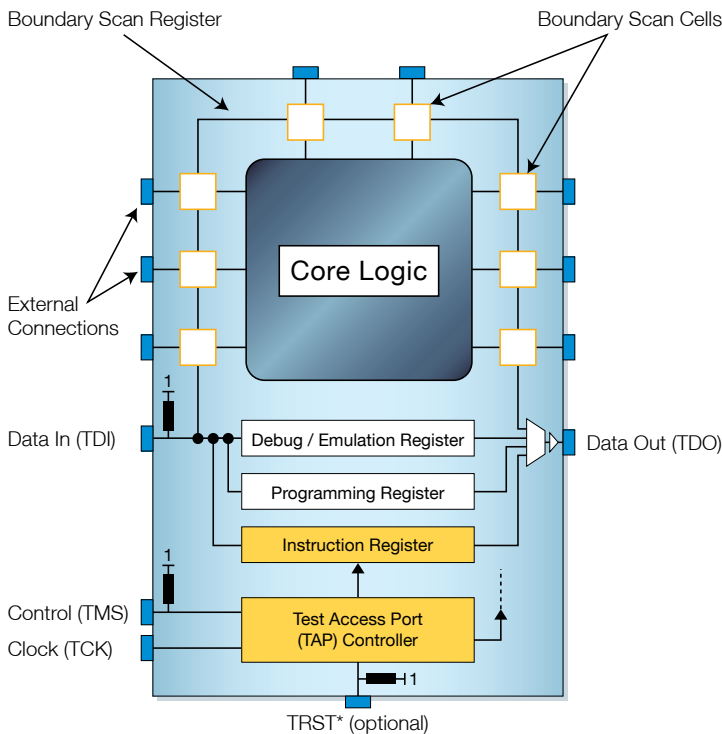 Boundary Scan Register
Boundary Scan Cells
Core Logic
External
Connections
1
Data In (TDI)
Debug / Emulation Register
Data Out (TDO)
Programming Register
Instruction Register
1
Control (TMS)
Test Access Port
(TAP) Controller
Clock (TCK)
1
TRST* (optional)